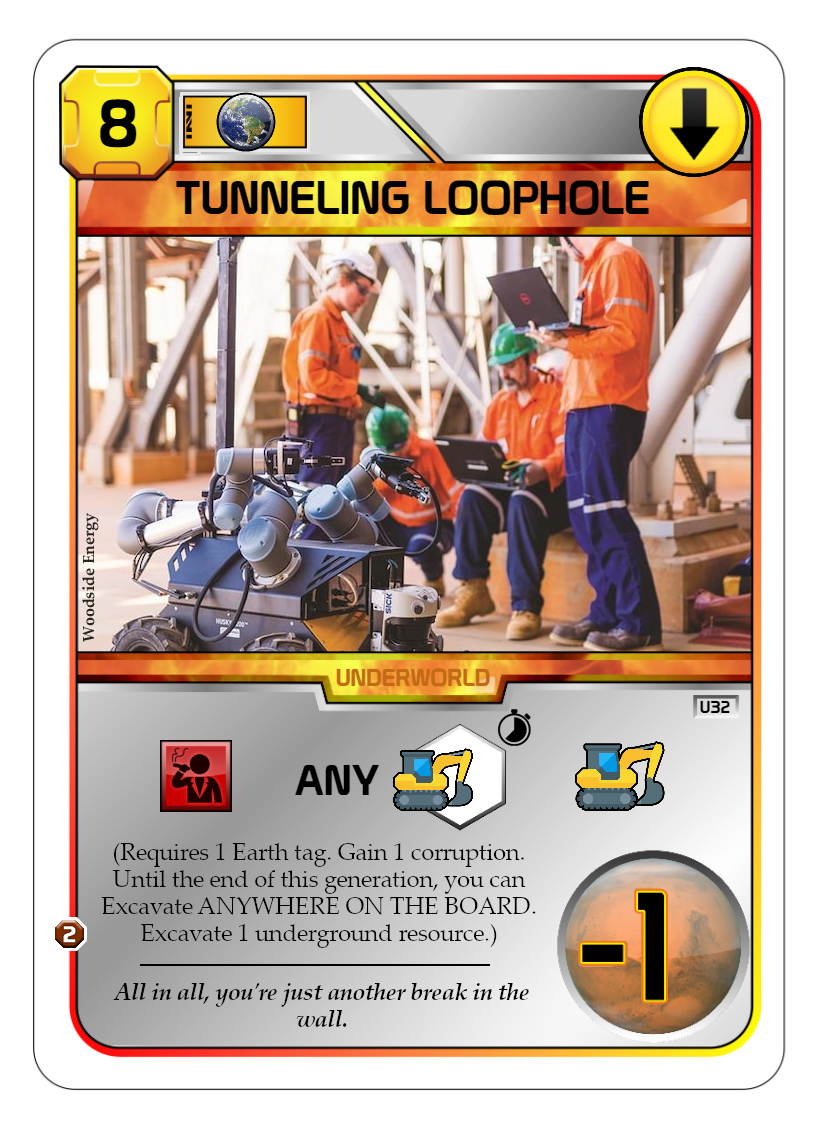 8
TUNNELING LOOPHOLE
Woodside Energy
HUSKY
SICK
UNDERWORLD
U32
ANY
(Requires 1 Earth tag. Gain 1 corruption.
Until the end of this generation, you can
Excavate ANYWHERE ON THE BOARD.
Excavate 1 underground resource.)
2
-1
All in all, you're just another break in the
wall.